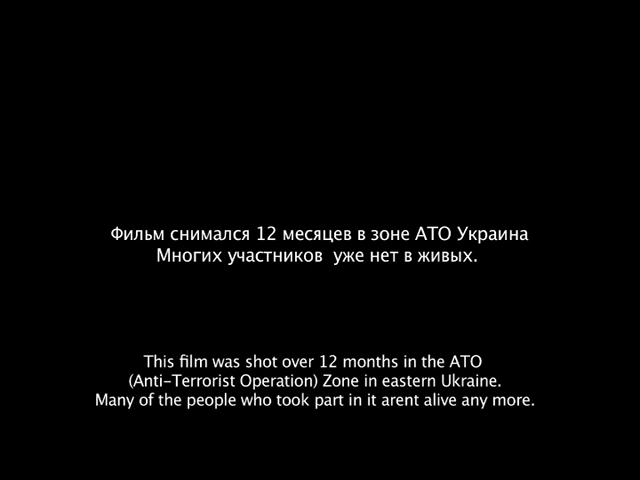 Фильм снимался 12 месяцев в зоне АТО Украина
Многих участников  уже нет в живых.
This film was shot over 12 months in the ATO
(Anti-Terrorist Operation) Zone in eastern Ukraine.
Many of the people who took part in it arent alive any more.